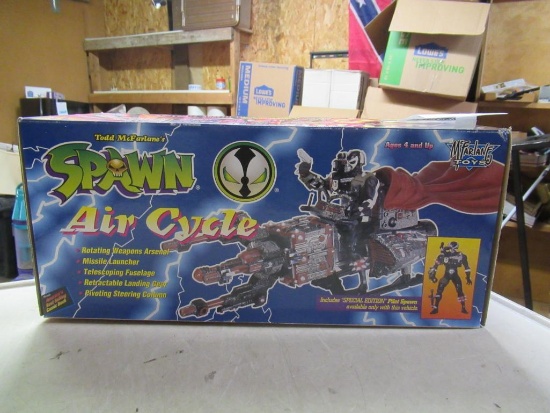 LOWE'S
IMPROVING
MEDIUM
LOWE'S
IMPROVING
Todd McFarlane's
SPAWN
Air Cycle
Ages 4 and Up
McFARLANE
TOYS
• Rotating Weapons Arsenal
• Missile Launcher
• Telescoping Fuselage
• Retractable Landing Gear
• Pivoting Steering Column
Includes "SPECIAL EDITION" Pilot Spawn
available only with this vehicle